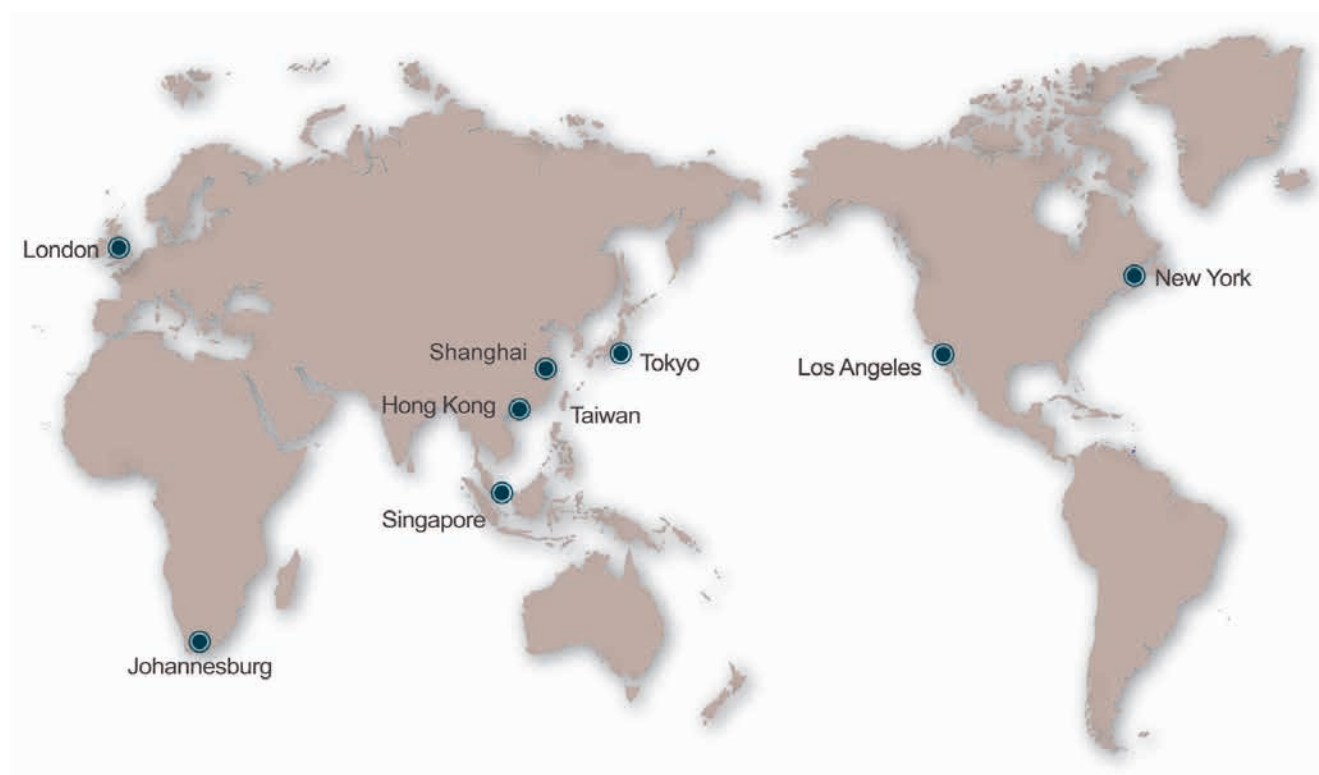 London
New York
Shanghai
Tokyo
Los Angeles
Hong Kong
Taiwan
Singapore
Johannesburg